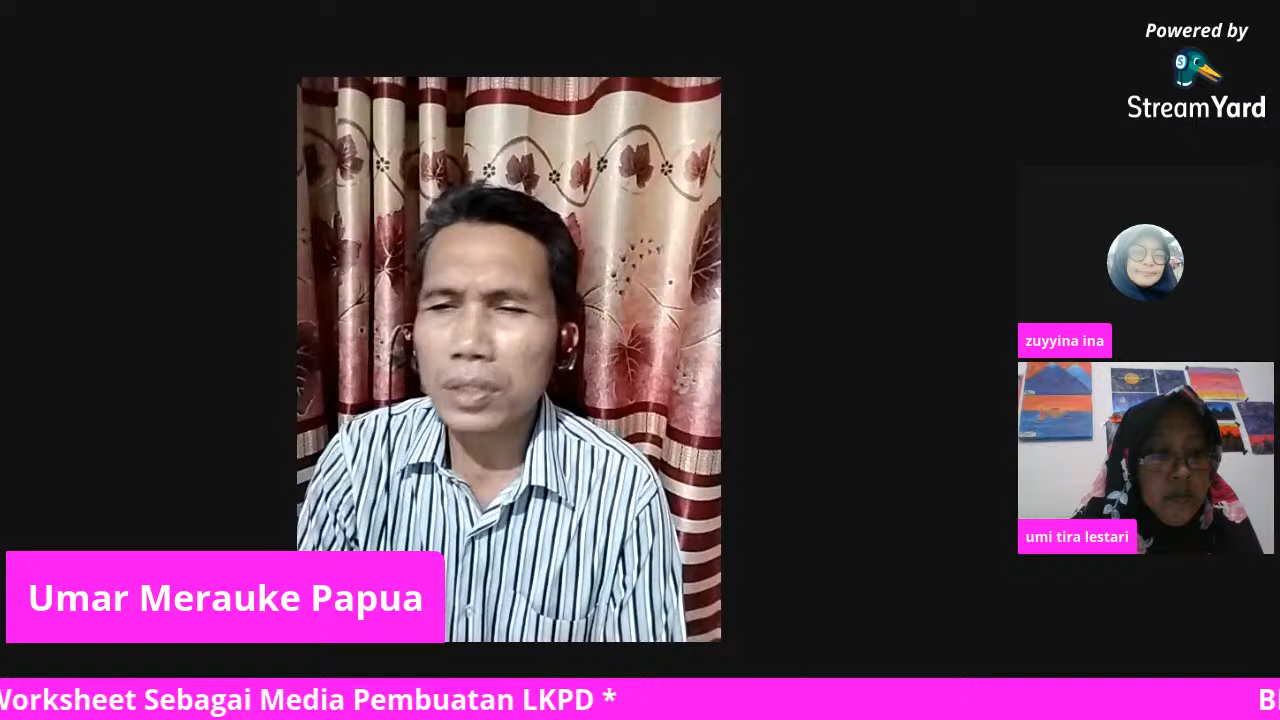 Powered by
StreamYard
zuyyina ina
umi tira lestari
Umar Merauke Papua
Worksheet Sebagai Media Pembuatan LKPD *